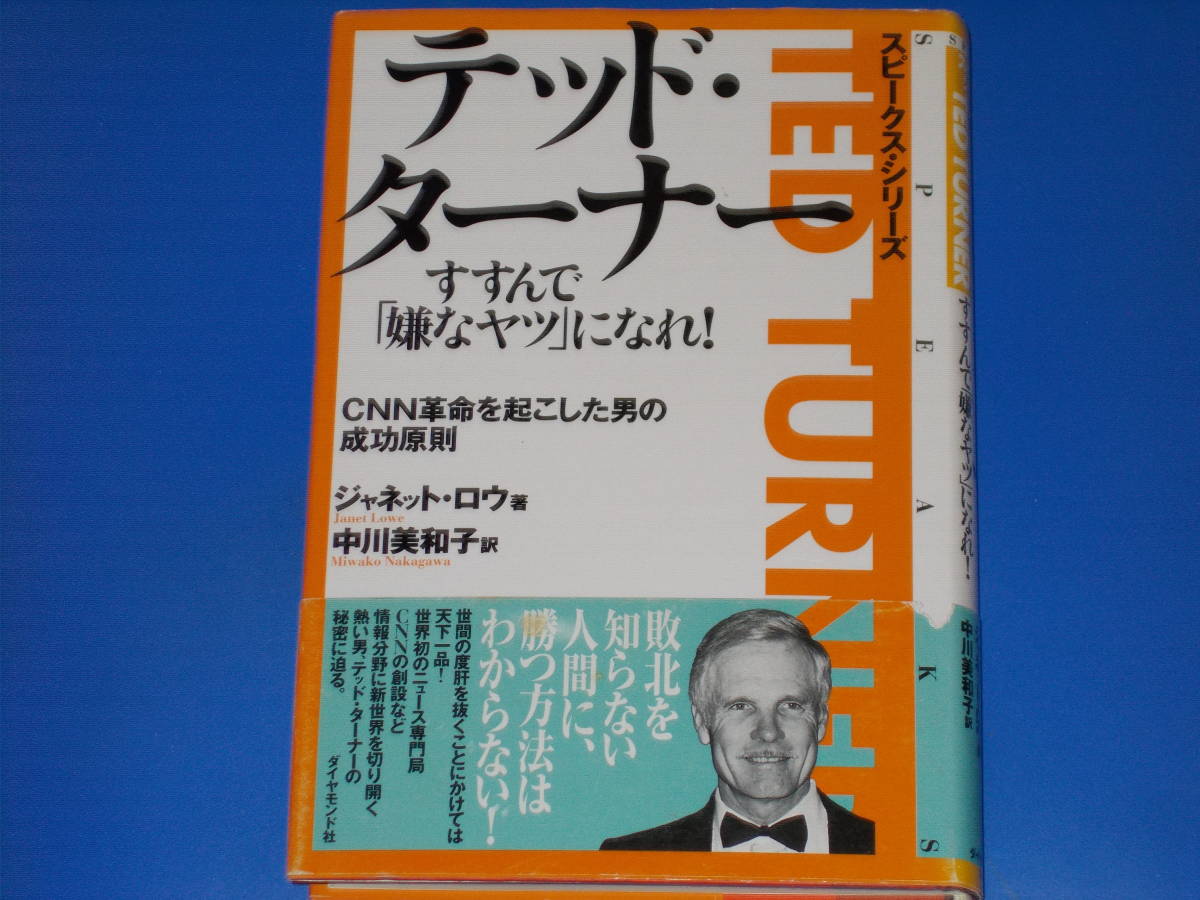 テッド・
ターナー
すすんで
「嫌なヤツ」になれ!
CNN革命を起こした男の
成功原則
ジャネット・ロウ著
Janet Lowe
中川美和子訳
Miwako Nakagawa
TED TURNER
スピークス・シリーズ
SPEAKS
敗北を
知らない
人間に、
勝つ方法は
わからない!
世間の度肝を抜くことにかけては
天下一品!
世界初のニュース専門局
CNNの創設など
情報分野に新世界を切り開く
熱い男、テッド・ターナーの
秘密に迫る。
ダイヤモンド社
TED TURNER
すすんで「嫌なヤツ」になれ!
中川美和子訳